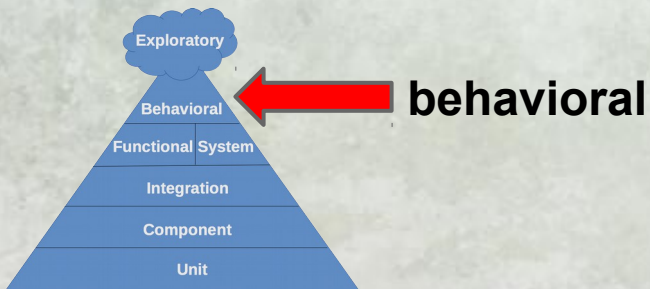 Exploratory
behavioral
Behavioral
Functional System
Integration
Component
Unit